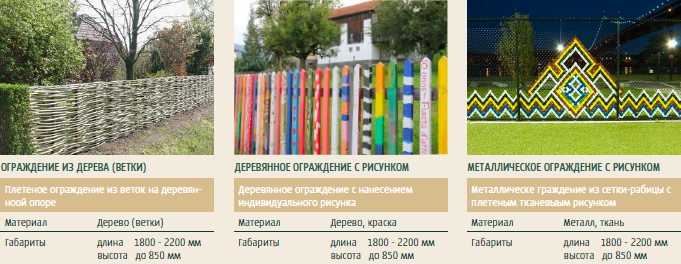 ОГРАЖДЕНИЕ ИЗ ДЕРЕВА (ВЕТКИ)
Плетеное ограждение из веток на деревян-
ноой опоре
Материал Дерево (ветки)
Габариты длина 1800 - 2200 мм
высота до 850 мм
ДЕРЕВЯННОЕ ОГРАЖДЕНИЕ С РИСУНКОМ
Деревянное ограждение с нанесением
индивидуального рисунка
Материал Дерево, краска
Габариты длина 1800 - 2200 мм
высота до 850 мм
МЕТАЛЛИЧЕСКОЕ ОГРАЖДЕНИЕ С РИСУНКОМ
Металлическе граждение из сетки-рабицы с
плетеным тканевыым рисунком
Материал Металл, ткань
Габариты длина 1800 - 2200 мм
высота до 850 мм